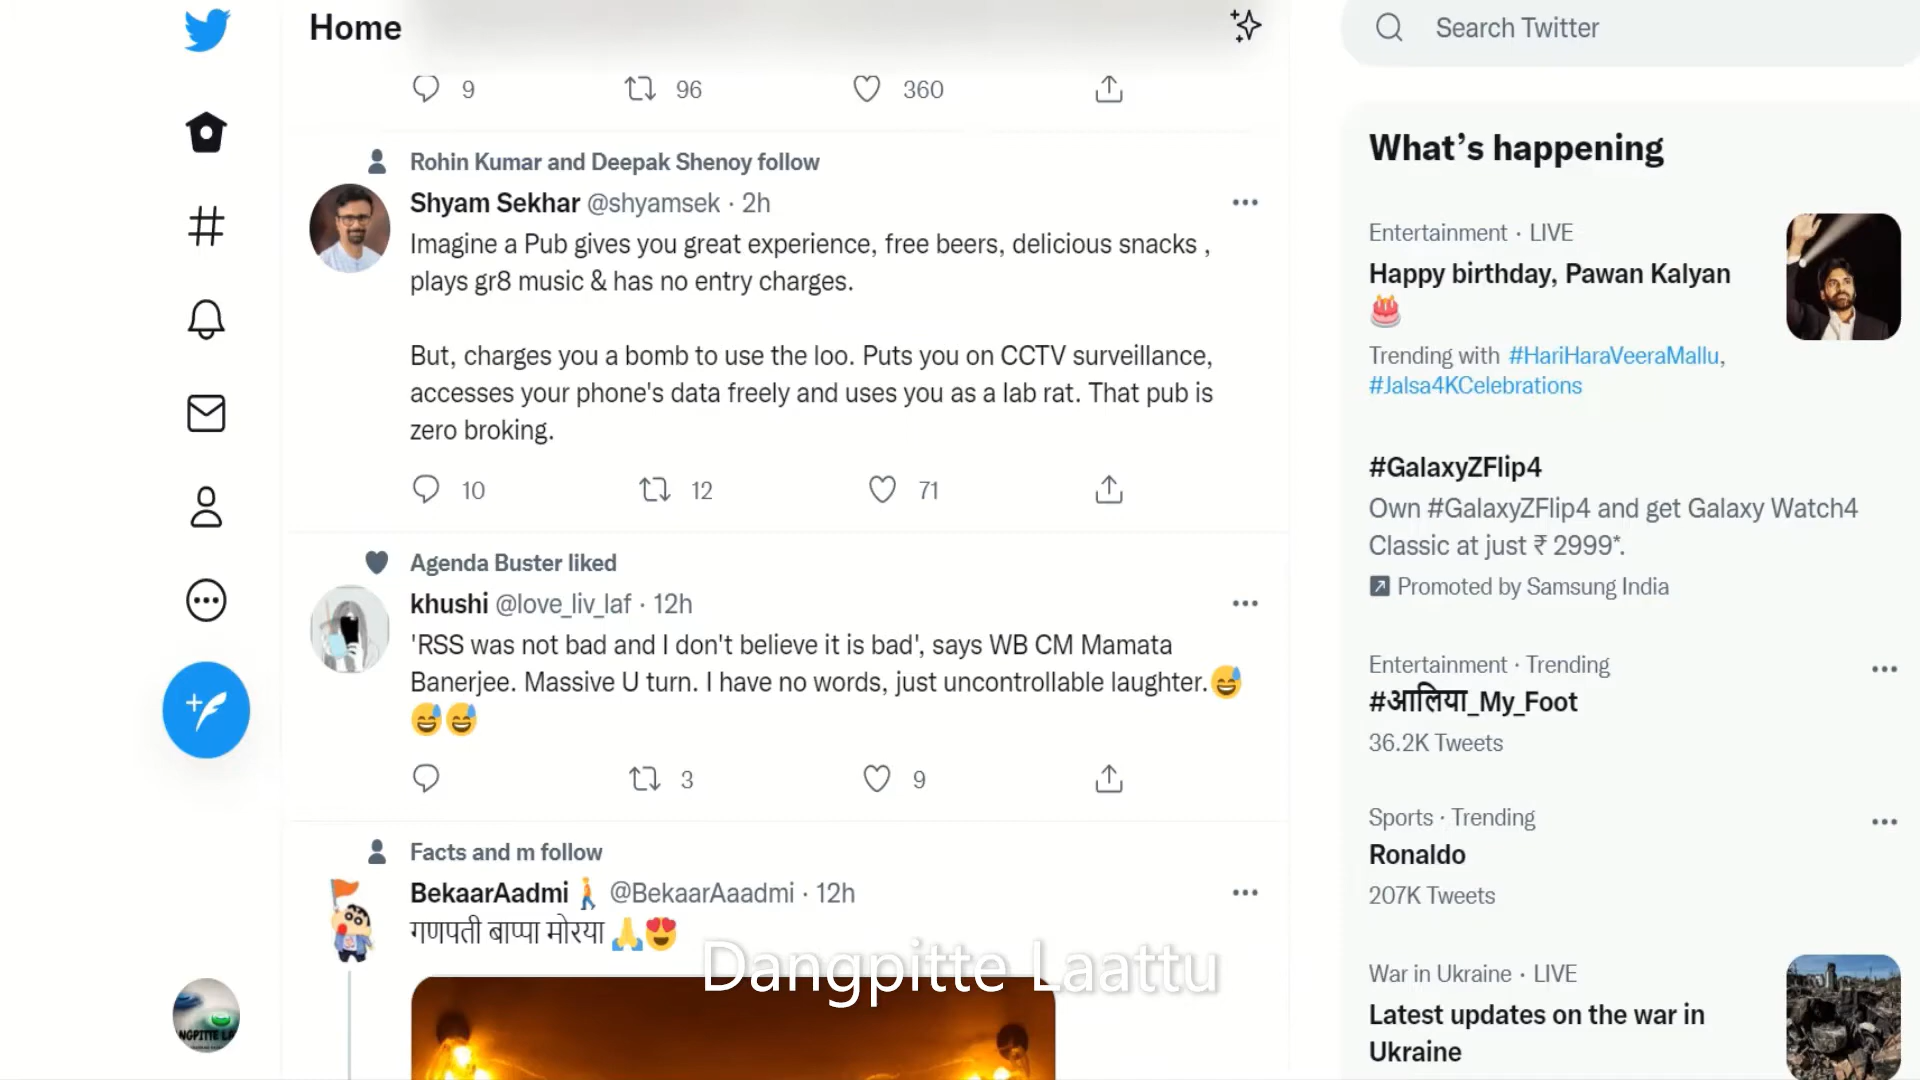 Home
9 96 360
Rohin Kumar and Deepak Shenoy follow
Shyam Sekhar @shyamsek · 2h
Imagine a Pub gives you great experience, free beers, delicious snacks ,
plays gr8 music & has no entry charges.
But, charges you a bomb to use the loo. Puts you on CCTV surveillance,
accesses your phone's data freely and uses you as a lab rat. That pub is
zero broking.
10 12 71
Agenda Buster liked
khushi @love_liv_laf · 12h
'RSS was not bad and I don't believe it is bad', says WB CM Mamata
Banerjee. Massive U turn. I have no words, just uncontrollable laughter.😅
😅😅
3 9
Facts and m follow
BekaarAadmi🚶 @BekaarAaadmi · 12h
गणपती बाप्पा मोरया 🙏😍
Dangpitte Laattu
Search Twitter
What's happening
Entertainment · LIVE
Happy birthday, Pawan Kalyan
🎂
Trending with #HariHaraVeeraMallu,
#Jalsa4KCelebrations
#GalaxyZFlip4
Own #GalaxyZFlip4 and get Galaxy Watch4
Classic at just ₹ 2999*.
Promoted by Samsung India
Entertainment · Trending
#आलिया_My_Foot
36.2K Tweets
Sports · Trending
Ronaldo
207K Tweets
War in Ukraine · LIVE
Latest updates on the war in
Ukraine